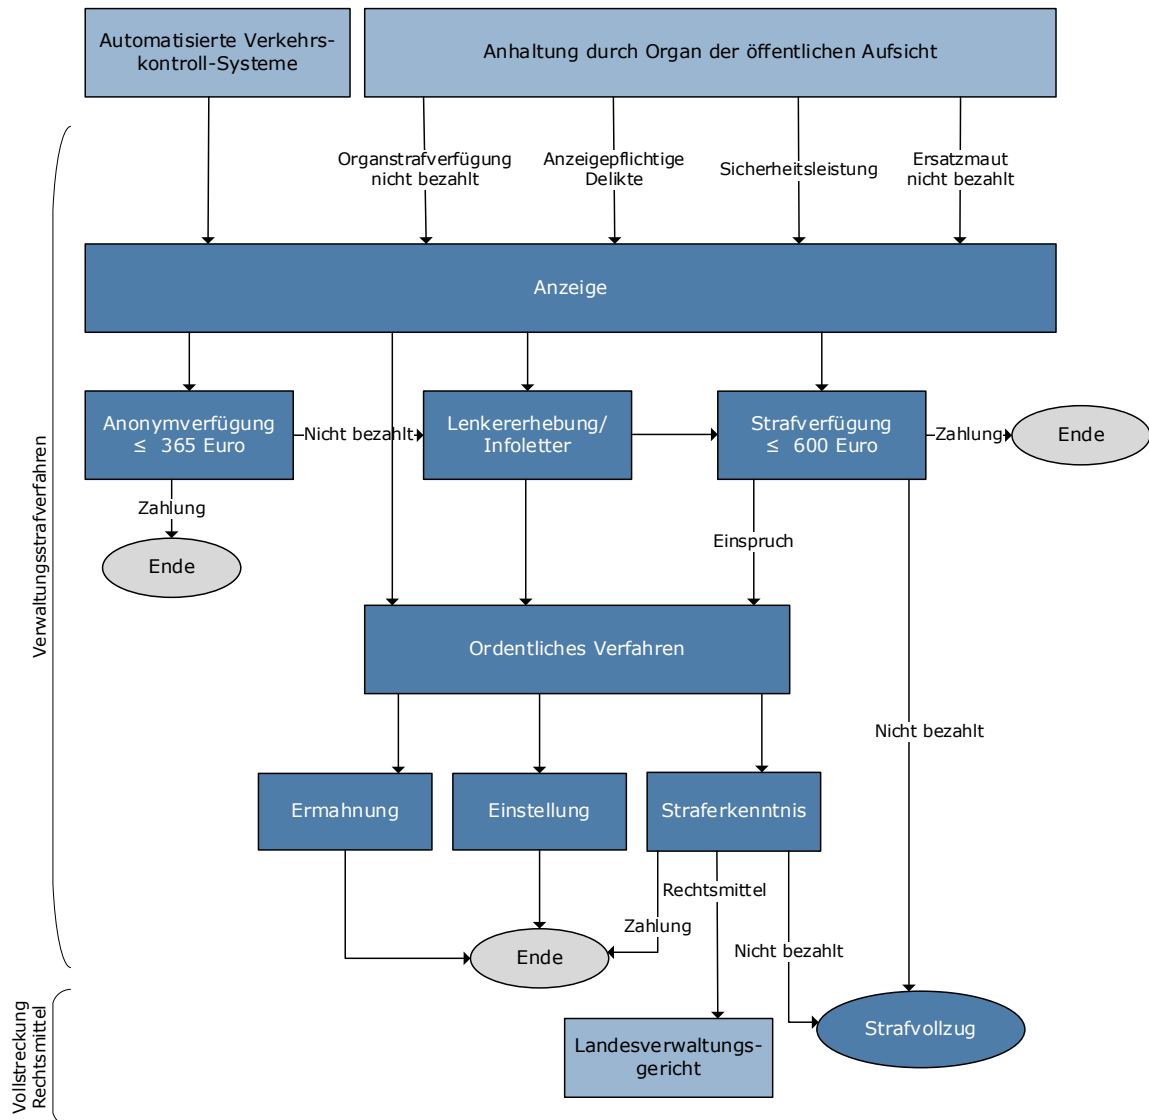 Automatisierte Verkehrs-
kontroll-Systeme
Anhaltung durch Organ der öffentlichen Aufsicht
Organstrafverfügung
nicht bezahlt
Anzeigepflichtige
Delikte
Sicherheitsleistung
Ersatzmaut
nicht bezahlt
Anzeige
Anonymverfügung
≤ 365 Euro
Nicht bezahlt
Lenkererhebung/
Infoletter
Strafverfügung
≤ 600 Euro
Zahlung
Ende
Zahlung
Ende
Einspruch
Verwaltungsstrafverfahren
Ordentliches Verfahren
Nicht bezahlt
Ermahnung
Einstellung
Straferkenntnis
Rechtsmittel
Zahlung
Nicht bezahlt
Ende
Vollstreckung
Rechtsmittel
Landesverwaltungs-
gericht
Strafvollzug